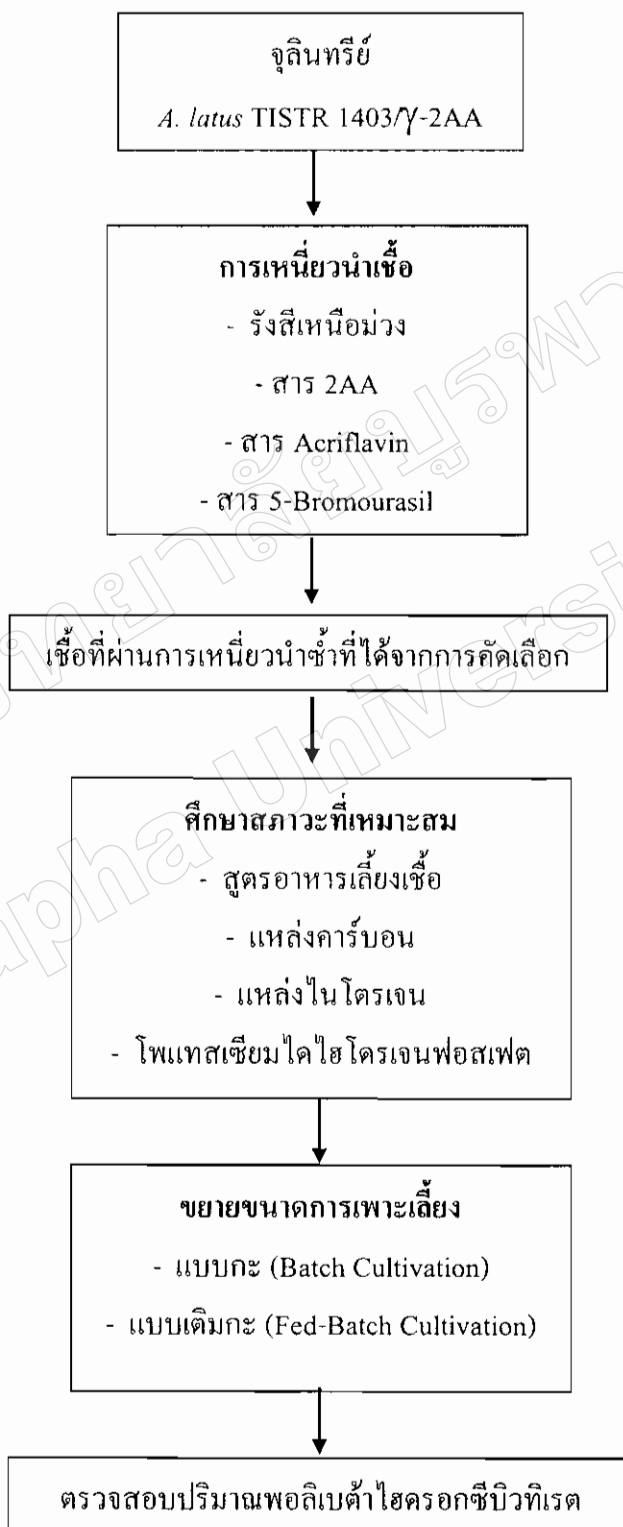 จุลินทรีย์
A. latus TISTR 1403/γ-2AA
การเหนี่ยวนำเชื้อ
- รังสีเหนือม่วง
- สาร 2AA
- สาร Acriflavin
- สาร 5-Bromourasil
เชื้อที่ผ่านการเหนี่ยวนำซ้ำที่ได้จากการคัดเลือก
ศึกษาสภาวะที่เหมาะสม
- สูตรอาหารเลี้ยงเชื้อ
- แหล่งคาร์บอน
- แหล่งไนโตรเจน
- โพแทสเซียมไดไฮโดรเจนฟอสเฟต
ขยายขนาดการเพาะเลี้ยง
- แบบกะ (Batch Cultivation)
- แบบเติมกะ (Fed-Batch Cultivation)
ตรวจสอบปริมาณพอลิเบต้าไฮดรอกซีบิวทิเรต